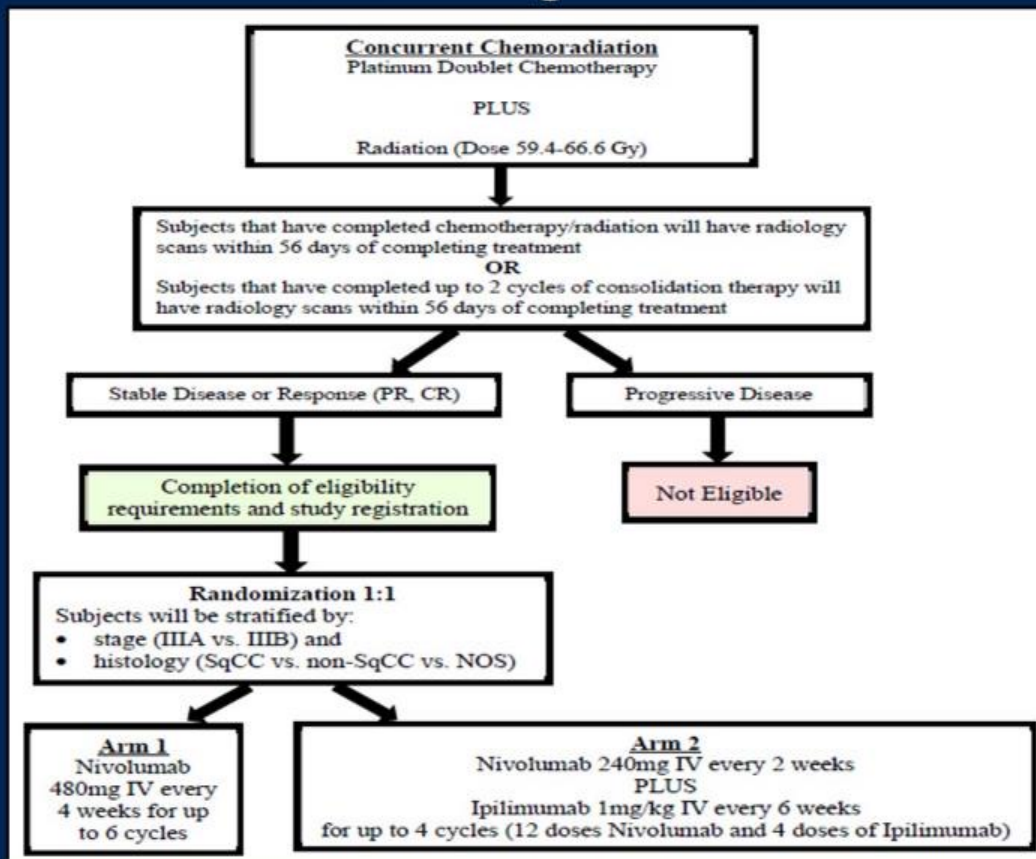 Concurrent Chemoradiation
Platinum Doublet Chemotherapy
PLUS
Radiation (Dose 59.4-66.6 Gy)
Subjects that have completed chemotherapy/radiation will have radiology
scans within 56 days of completing treatment
OR
Subjects that have completed up to 2 cycles of consolidation therapy will
have radiology scans within 56 days of completing treatment
Stable Disease or Response (PR, CR)
Progressive Disease
Completion of eligibility
requirements and study registration
Not Eligible
Randomization 1:1
Subjects will be stratified by:
• stage (IIIA vs. IIIB) and
• histology (SqCC vs. non-SqCC vs. NOS)
Arm 1
Nivolumab
480mg IV every
4 weeks for up
to 6 cycles
Arm 2
Nivolumab 240mg IV every 2 weeks
PLUS
Ipilimumab 1mg/kg IV every 6 weeks
for up to 4 cycles (12 doses Nivolumab and 4 doses of Ipilimumab)